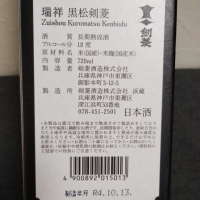 瑞祥 黒松剣菱
Zuishou Kuromatsu Kenbishi
剣菱
酒質 長期熟成酒
アルコール分 18度
原材料名 米(国産)・米麹(国産米)
内容量 720ml
製造者 剣菱酒造株式会社
兵庫県神戸市東灘区
御影本町3-12-5
製造所 剣菱酒造株式会社 浜蔵
兵庫県神戸市東灘区
深江浜町53番地
078-451-2501
日本酒
4 900892 015013
製造年月 R4.10.13.